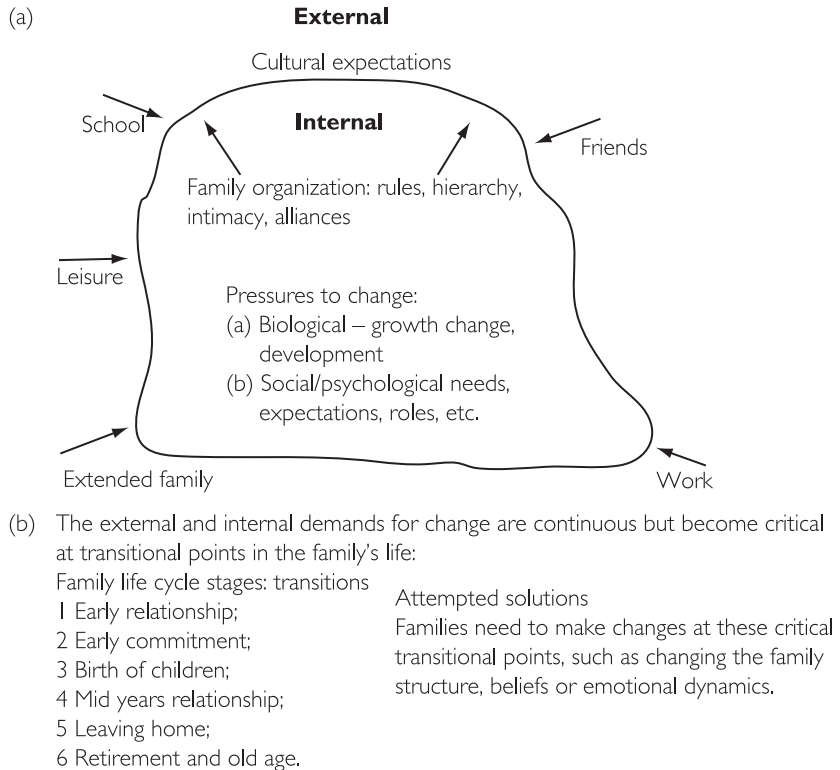 (a)
External
Cultural expectations
School
Internal
Friends
Family organization: rules, hierarchy,
intimacy, alliances
Leisure
Pressures to change:
(a) Biological – growth change,
development
(b) Social/psychological needs,
expectations, roles, etc.
Extended family
Work
(b) The external and internal demands for change are continuous but become critical
at transitional points in the family's life:
Family life cycle stages: transitions
1 Early relationship;
2 Early commitment;
3 Birth of children;
4 Mid years relationship;
5 Leaving home;
6 Retirement and old age.
Attempted solutions
Families need to make changes at these critical
transitional points, such as changing the family
structure, beliefs or emotional dynamics.